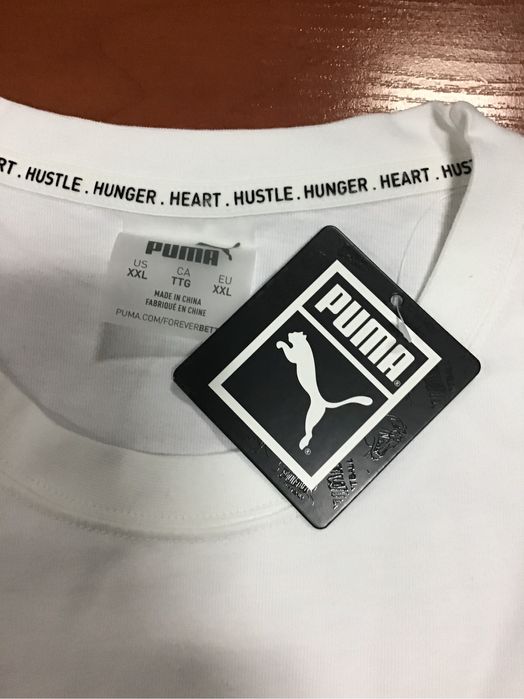 RT . HUSTLE . HUNGER . HEART . HUSTLE . HUNGER . HEART . HUS
PUMA
US CA EU
XXL TTG XXL
MADE IN CHINA
FABRIQUÉ EN CHINE
PUMA.COM/FOREVERBETT
PUMA®
®